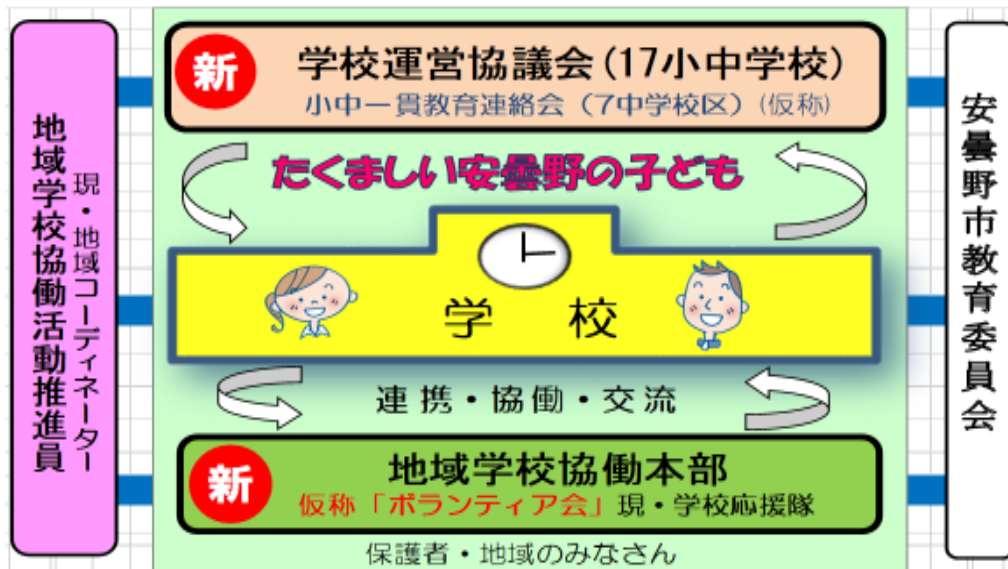 地域学校協働活動推進員
現・地域コーディネーター
新
学校運営協議会(17小中学校)
小中一貫教育連絡会(7中学校区)(仮称)
たくましい安曇野の子ども
学校
連携・協働・交流
新
地域学校協働本部
仮称「ボランティア会」現・学校応援隊
保護者・地域のみなさん
安曇野市教育委員会